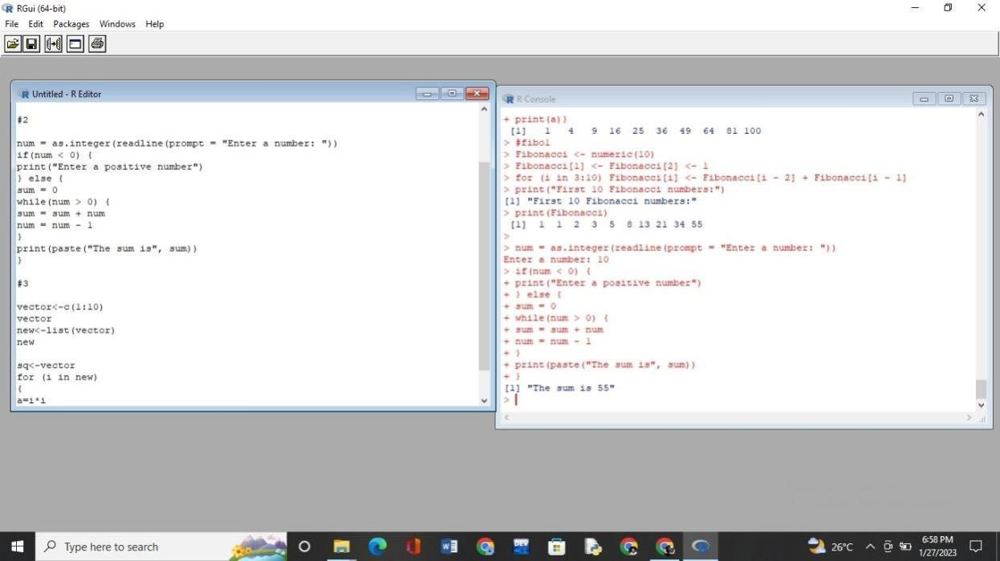 RGui (64-bit)
File Edit Packages Windows Help
Untitled - R Editor
#2
num = as.integer(readline(prompt = "Enter a number: "))
if(num < 0) {
print("Enter a positive number")
} else {
sum = 0
while(num > 0) {
sum = sum + num
num = num - 1
}
print(paste("The sum is", sum))
}
#3
vector<-c(1:10)
vector
new<-list(vector)
new
sq<-vector
for (i in new)
{
a=i*i
R Console
+ print(a)}
[1] 1 4 9 16 25 36 49 64 81 100
> #fibo1
> Fibonacci <- numeric(10)
> Fibonacci[1] <- Fibonacci[2] <- 1
> for (i in 3:10) Fibonacci[i] <- Fibonacci[i - 2] + Fibonacci[i - 1]
> print("First 10 Fibonacci numbers:")
[1] "First 10 Fibonacci numbers:"
> print(Fibonacci)
[1] 1 1 2 3 5 8 13 21 34 55
>
> num = as.integer(readline(prompt = "Enter a number: "))
Enter a number: 10
> if(num < 0) {
+ print("Enter a positive number")
+ } else {
+ sum = 0
+ while(num > 0) {
+ sum = sum + num
+ num = num - 1
+ }
+ print(paste("The sum is", sum))
+ }
[1] "The sum is 55"
>
Type here to search
DEV
26°C
6:58 PM
1/27/2023